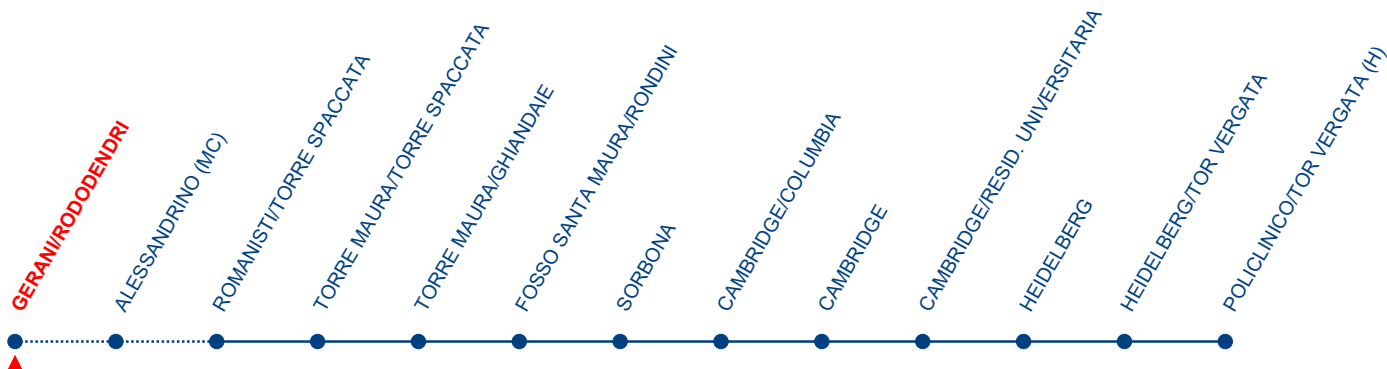 GERANI/RODODENDRI
ALESSANDRINO (MC)
ROMANISTI/TORRE SPACCATA
TORRE MAURA/TORRE SPACCATA
TORRE MAURA/GHIANDAIE
FOSSO SANTA MAURA/RONDINI
SORBONA
CAMBRIDGE/COLUMBIA
CAMBRIDGE
CAMBRIDGE/RESID. UNIVERSITARIA
HEIDELBERG
HEIDELBERG/TOR VERGATA
POLICLINICO/TOR VERGATA (H)